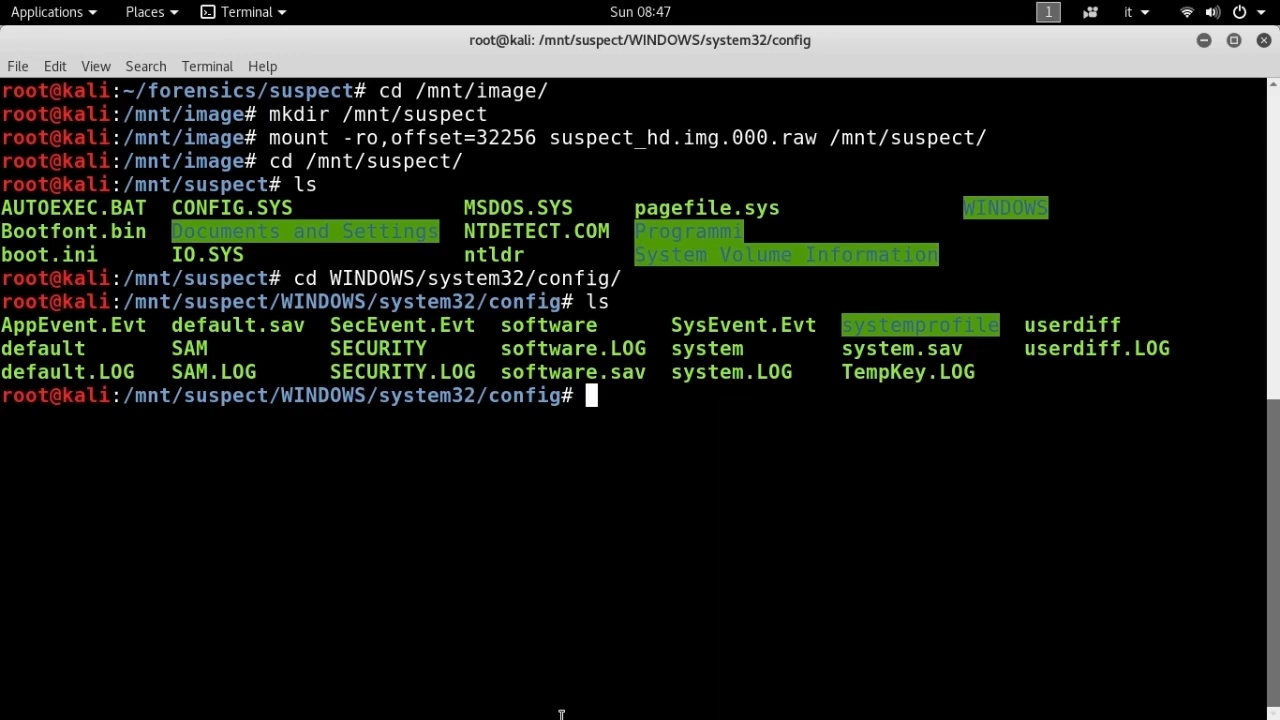 Applications Places Terminal Sun 08:47 1 it
root@kali: /mnt/suspect/WINDOWS/system32/config
File Edit View Search Terminal Help
root@kali:~/forensics/suspect# cd /mnt/image/
root@kali:/mnt/image# mkdir /mnt/suspect
root@kali:/mnt/image# mount -ro,offset=32256 suspect_hd.img.000.raw /mnt/suspect/
root@kali:/mnt/image# cd /mnt/suspect/
root@kali:/mnt/suspect# ls
AUTOEXEC.BAT CONFIG.SYS MSDOS.SYS pagefile.sys WINDOWS
Bootfont.bin Documents and Settings NTDETECT.COM Programmi
boot.ini IO.SYS ntldr System Volume Information
root@kali:/mnt/suspect# cd WINDOWS/system32/config/
root@kali:/mnt/suspect/WINDOWS/system32/config# ls
AppEvent.Evt default.sav SecEvent.Evt software SysEvent.Evt systemprofile userdiff
default SAM SECURITY software.LOG system system.sav userdiff.LOG
default.LOG SAM.LOG SECURITY.LOG software.sav system.LOG TempKey.LOG
root@kali:/mnt/suspect/WINDOWS/system32/config#